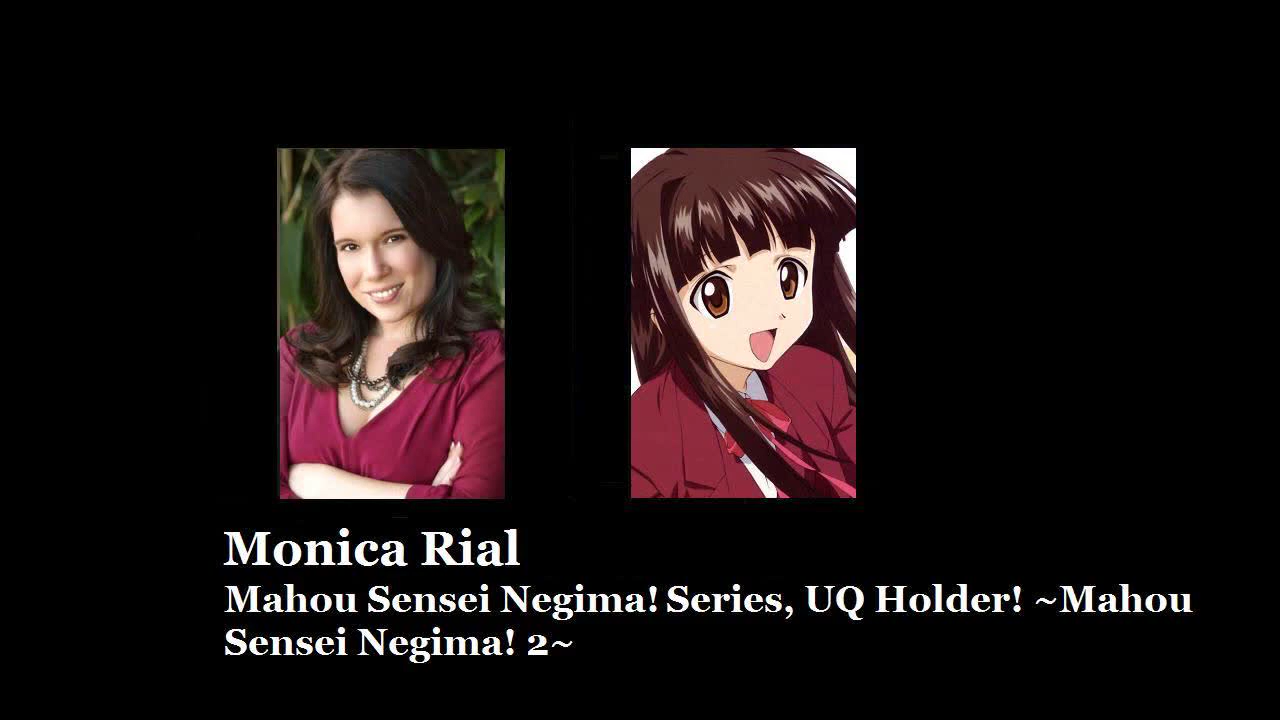 Monica Rial
Mahou Sensei Negima! Series, UQ Holder! ~Mahou
Sensei Negima! 2~